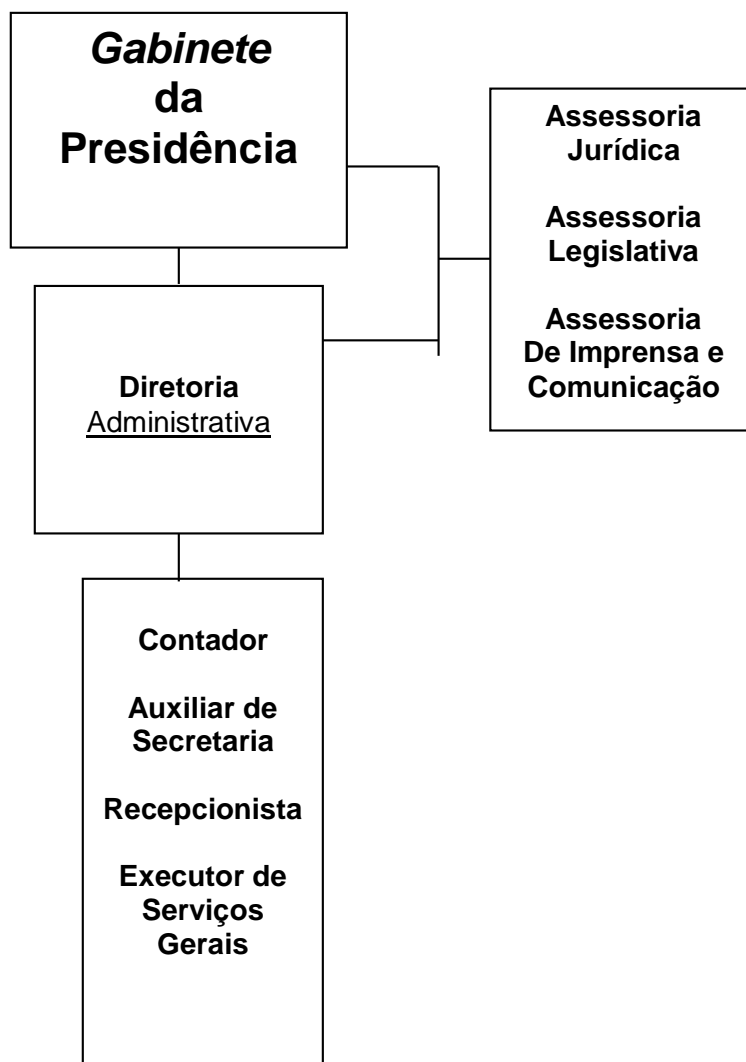 Gabinete
da
Presidência
Assessoria
Jurídica
Assessoria
Legislativa
Assessoria
De Imprensa e
Comunicação
Diretoria
Administrativa
Contador
Auxiliar de
Secretaria
Recepcionista
Executor de
Serviços
Gerais